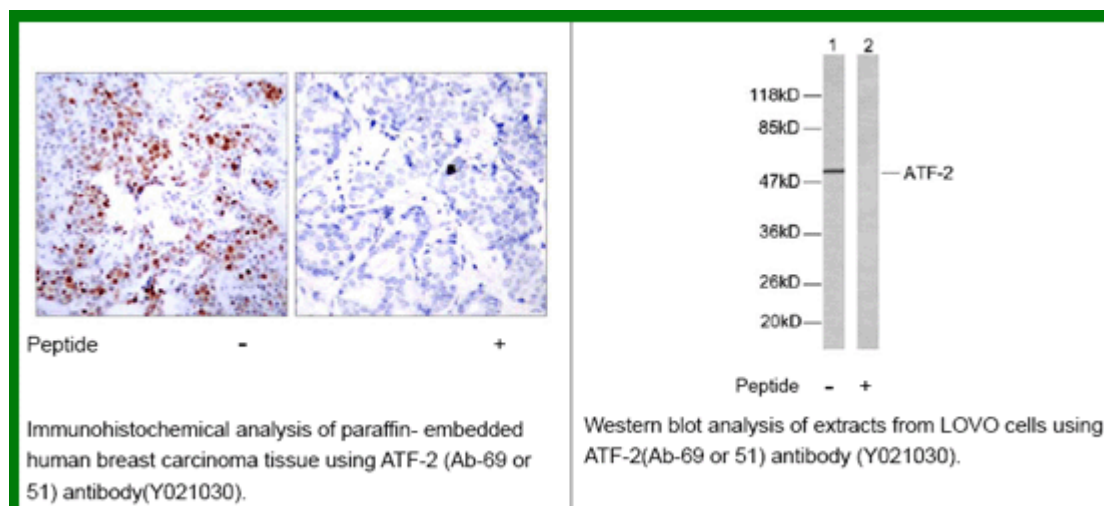 Peptide - +
Immunohistochemical analysis of paraffin- embedded
human breast carcinoma tissue using ATF-2 (Ab-69 or
51) antibody(Y021030).
1 2
118kD
85kD
ATF-2
47kD
36kD
26kD
20kD
Peptide - +
Western blot analysis of extracts from LOVO cells using
ATF-2(Ab-69 or 51) antibody (Y021030).